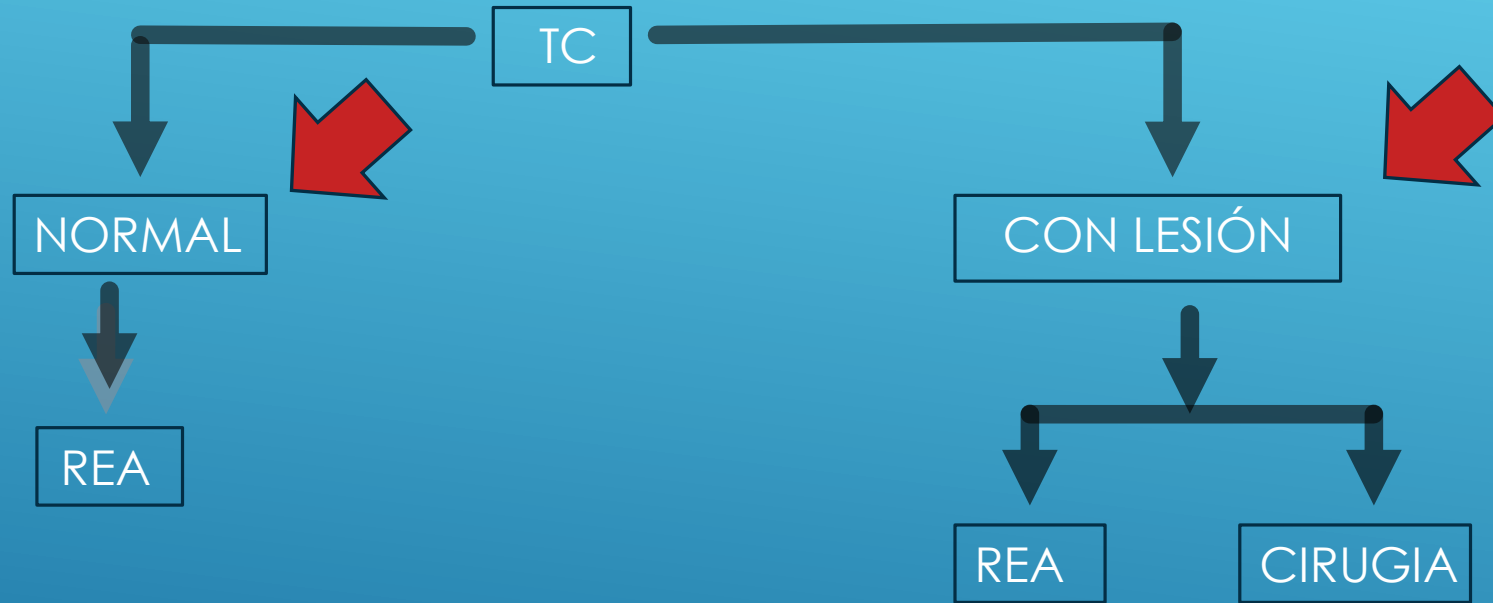 TC
NORMAL
CON LESIÓN
REA
REA
CIRUGIA